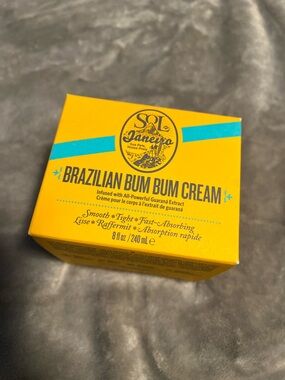 SOL
de
Janeiro
BRAZILIAN BUM BUM CREAM
Infused with All-Powerful Guaraná Extract
Crème pour le corps à l'extrait de guaraná
Smooth • Tight • Fast-Absorbing
Lisse • Raffermit • Absorption rapide
8 fl oz / 240 mL ℮